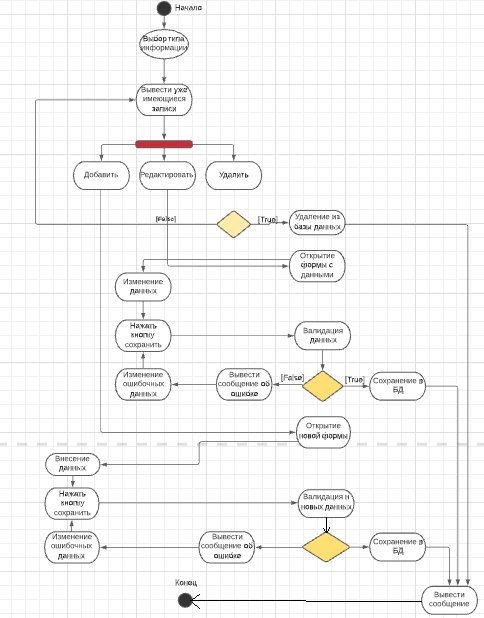 Начало
Выбор типа
информации
Вывести уже
имеющиеся
записи
Добавить
Редактировать
Удалить
[False]
[True]
Удаление из
базы данных
Открытие
формы с
данными
Изменение
данных
Нажать
кнопку
сохранить
Валидация
данных
Изменение
ошибочных
данных
Вывести
сообщение об
ошибке
[False]
[True]
Сохранение в
БД
Открытие
новой формы
Внесение
данных
Нажать
кнопку
сохранить
Валидация н
новых данных
Изменение
ошибочных
данных
Вывести
сообщение об
ошибке
Сохранение в
БД
Конец
Вывести
сообщение